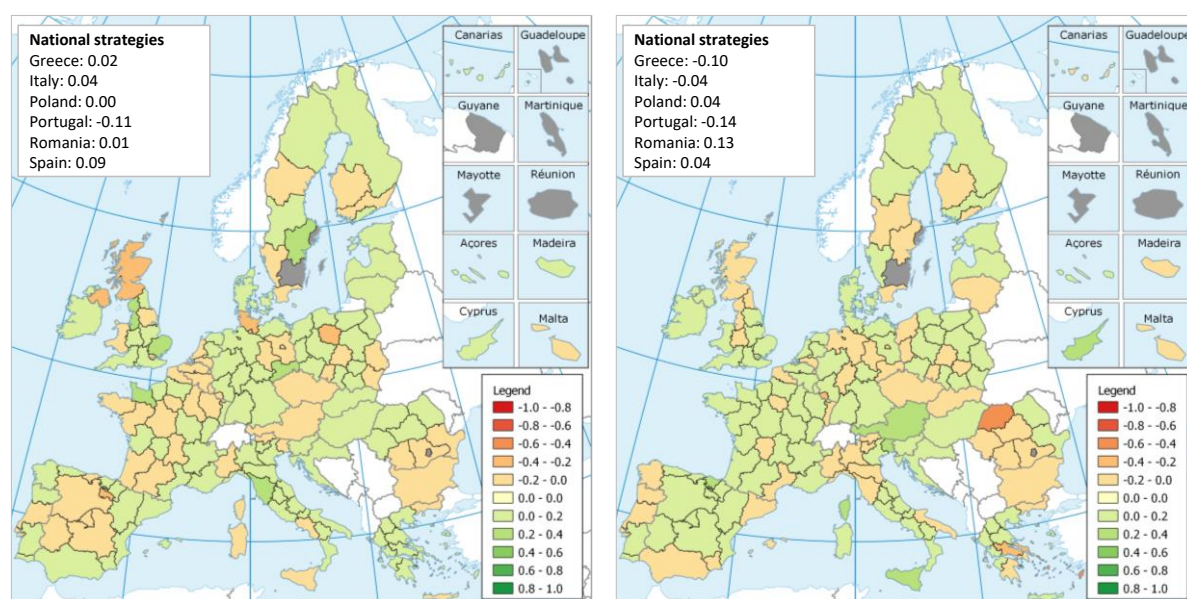 National strategies
Greece: 0.02
Italy: 0.04
Poland: 0.00
Portugal: -0.11
Romania: 0.01
Spain: 0.09
Canarias
Guadeloupe
Guyane
Martinique
Mayotte
Réunion
Açores
Madeira
Cyprus
Malta
Legend
-1.0 - -0.8
-0.8 - -0.6
-0.6 - -0.4
-0.4 - -0.2
-0.2 - 0.0
0.0 - 0.0
0.0 - 0.2
0.2 - 0.4
0.4 - 0.6
0.6 - 0.8
0.8 - 1.0
National strategies
Greece: -0.10
Italy: -0.04
Poland: 0.04
Portugal: -0.14
Romania: 0.13
Spain: 0.04
Canarias
Guadeloupe
Guyane
Martinique
Mayotte
Réunion
Açores
Madeira
Cyprus
Malta
Legend
-1.0 - -0.8
-0.8 - -0.6
-0.6 - -0.4
-0.4 - -0.2
-0.2 - 0.0
0.0 - 0.0
0.0 - 0.2
0.2 - 0.4
0.4 - 0.6
0.6 - 0.8
0.8 - 1.0